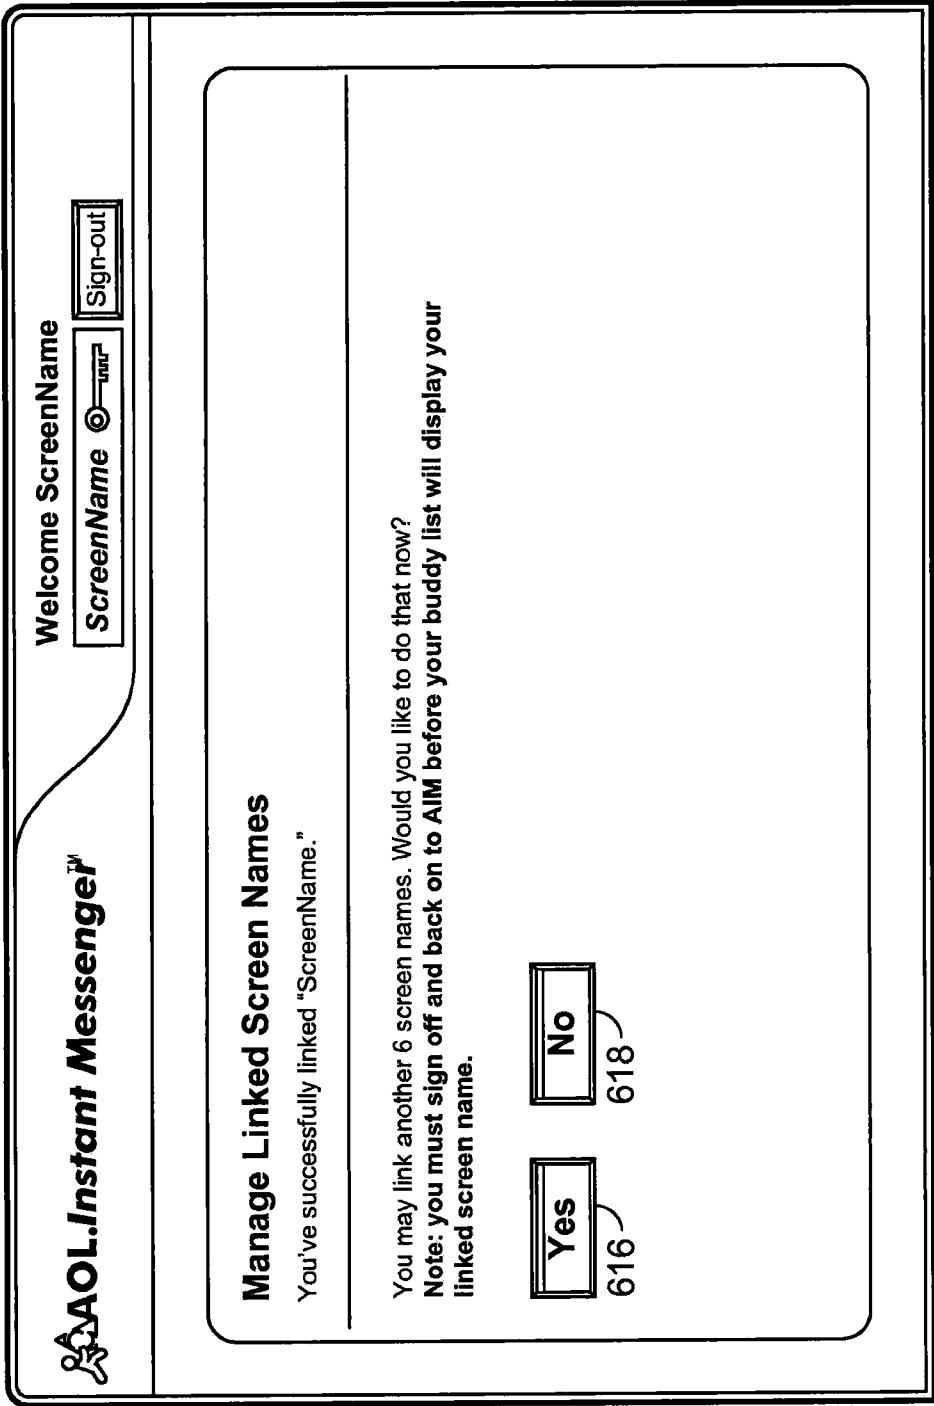 AOL.Instant Messenger™
Welcome ScreenName
ScreenName
Sign-out
Manage Linked Screen Names
You've successfully linked “ScreenName.”
You may link another 6 screen names. Would you like to do that now?
Note: you must sign off and back on to AIM before your buddy list will display your
linked screen name.
Yes
No
616
618